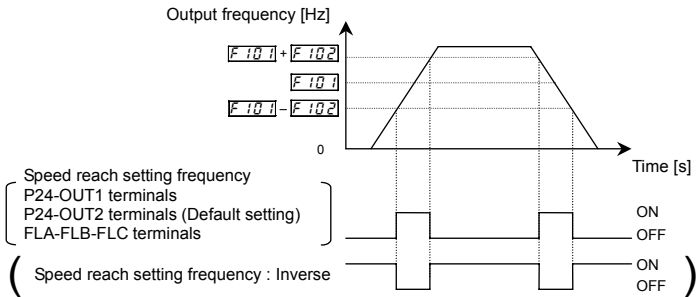 Output frequency [Hz]
F101 + F102
F101
F101 – F102
0
Time [s]
Speed reach setting frequency
P24-OUT1 terminals
P24-OUT2 terminals (Default setting)
FLA-FLB-FLC terminals
ON
OFF
( Speed reach setting frequency : Inverse
ON
OFF )